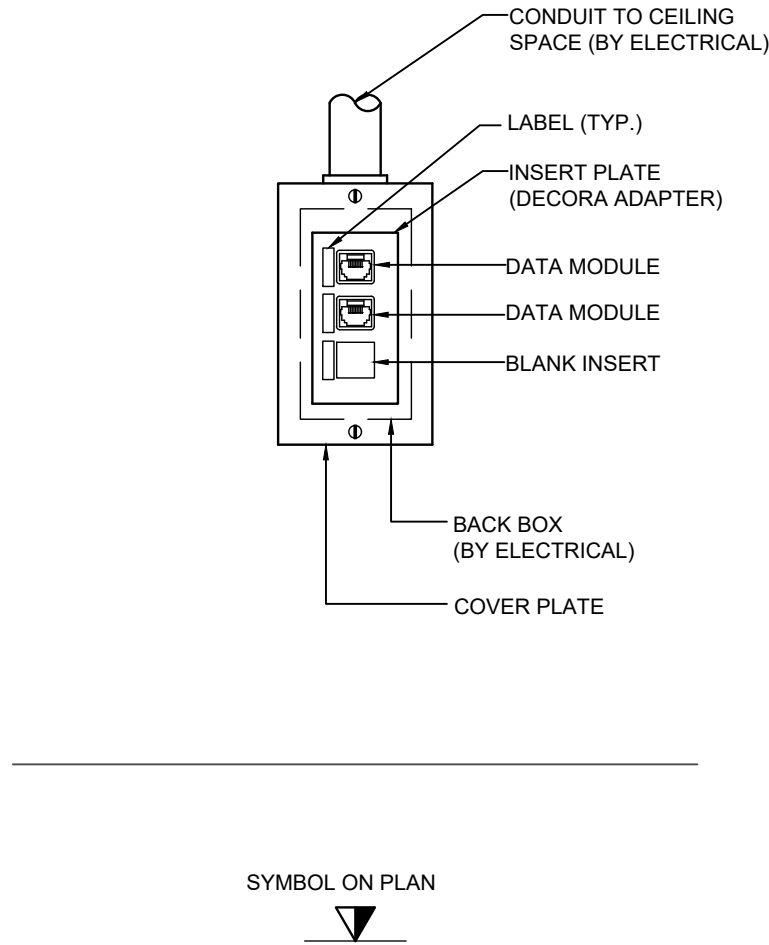 CONDUIT TO CEILING
SPACE (BY ELECTRICAL)
LABEL (TYP.)
INSERT PLATE
(DECORA ADAPTER)
DATA MODULE
DATA MODULE
BLANK INSERT
BACK BOX
(BY ELECTRICAL)
COVER PLATE
SYMBOL ON PLAN